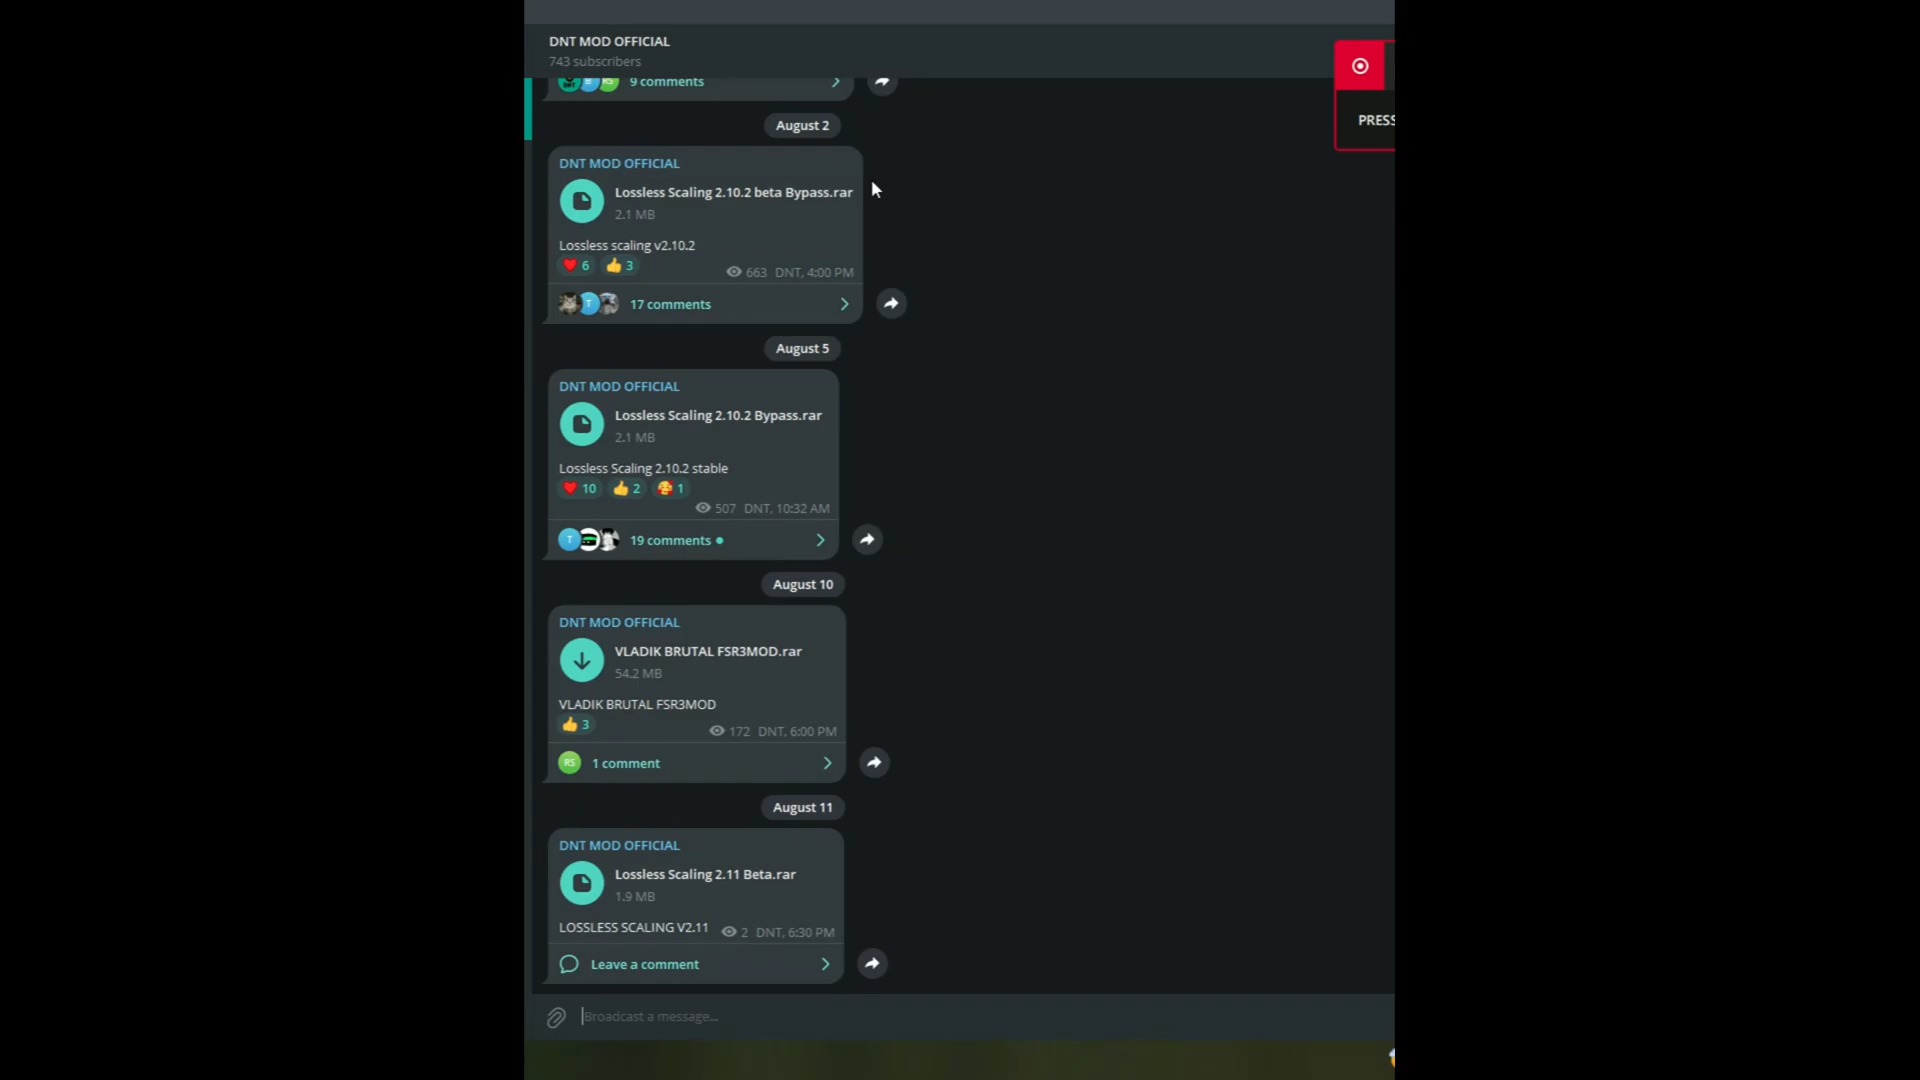 DNT MOD OFFICIAL
743 subscribers
PRESS
RS
9 comments
August 2
DNT MOD OFFICIAL
Lossless Scaling 2.10.2 beta Bypass.rar
2.1 MB
Lossless scaling v2.10.2
❤️ 6 👍 3
663 DNT, 4:00 PM
T
17 comments
August 5
DNT MOD OFFICIAL
Lossless Scaling 2.10.2 Bypass.rar
2.1 MB
Lossless Scaling 2.10.2 stable
❤️ 10 👍 2 🥰 1
507 DNT, 10:32 AM
T
19 comments
August 10
DNT MOD OFFICIAL
VLADIK BRUTAL FSR3MOD.rar
54.2 MB
VLADIK BRUTAL FSR3MOD
👍 3
172 DNT, 6:00 PM
RS
1 comment
August 11
DNT MOD OFFICIAL
Lossless Scaling 2.11 Beta.rar
1.9 MB
LOSSLESS SCALING V2.11
2 DNT, 6:30 PM
Leave a comment
Broadcast a message...